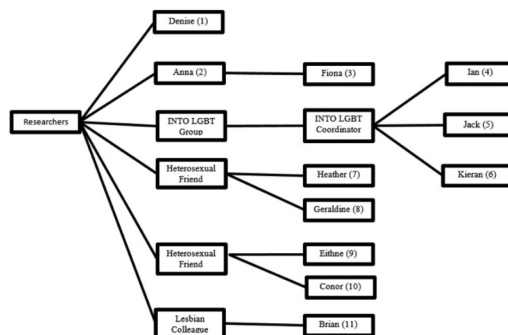 Denise (1)
Anna (2)
Fiona (3)
Ian (4)
Researchers
INTO LGBT
Group
INTO LGBT
Coordinator
Jack (5)
Heterosexual
Friend
Heather (7)
Kieran (6)
Geraldine (8)
Heterosexual
Friend
Eithne (9)
Conor (10)
Lesbian
Colleague
Brian (11)